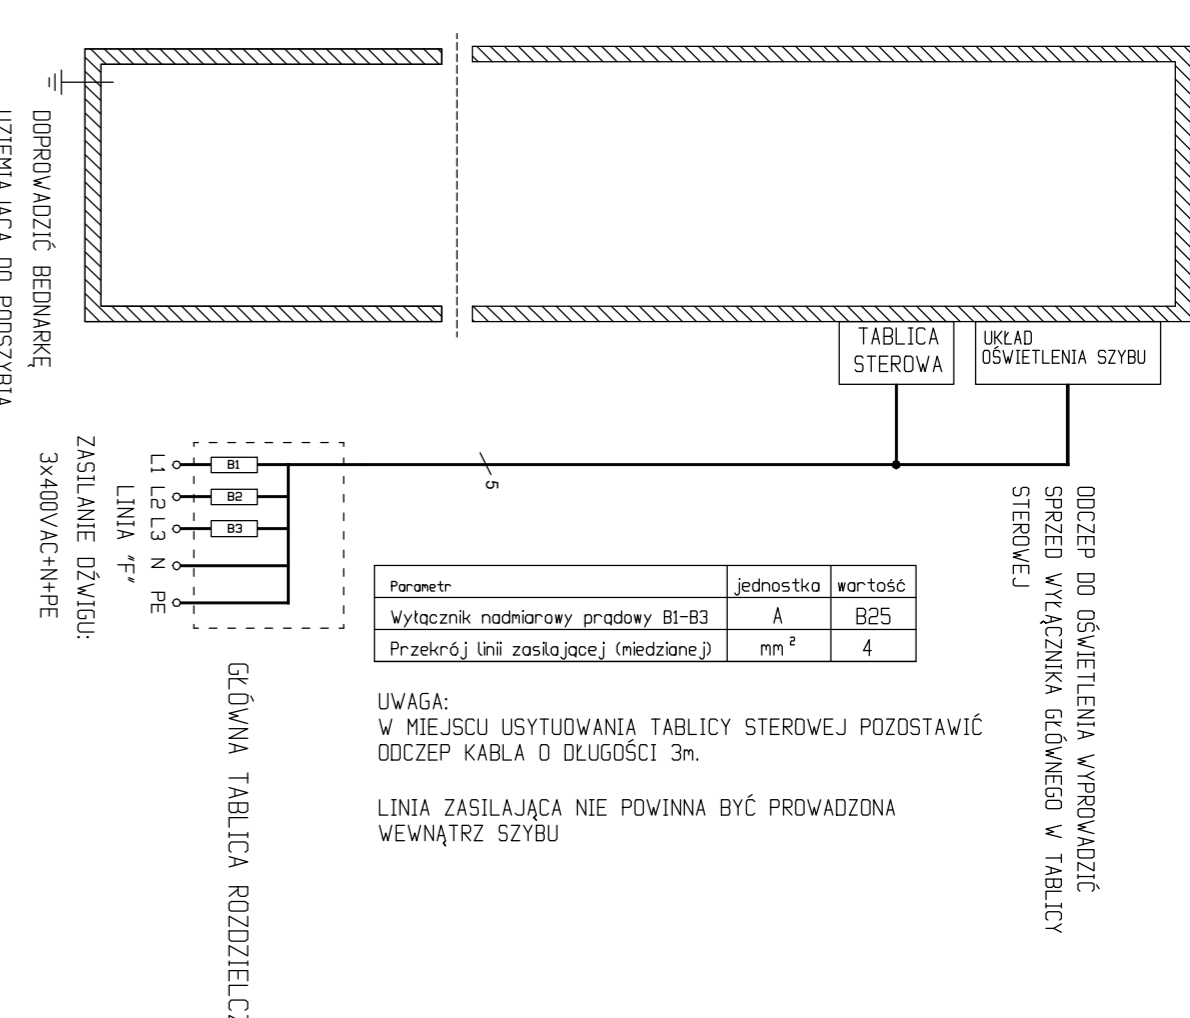 DOPROWADZIĆ BEDNARKĘ
UZIEMIAJĄCĄ DO PODSZYBIA
TABLICA
STEROWA
UKŁAD
OŚWIETLENIA SZYBU
ZASILANIE DŹWIGU:
3x400VAC+N+PE
LINIA "F"
L1
L2
L3
N
PE
B1
B2
B3
5
ODCZEP DO OŚWIETLENIA WYPROWADZIĆ
SPRZED WYŁĄCZNIKA GŁÓWNEGO W TABLICY
STEROWEJ
Parametr jednostka wartość
Wyłącznik nadmiarowy prądowy B1-B3 A B25
Przekrój linii zasilającej (miedzianej) mm² 4
UWAGA:
W MIEJSCU USYTUOWANIA TABLICY STEROWEJ POZOSTAWIĆ
ODCZEP KABLA O DŁUGOŚCI 3m.
LINIA ZASILAJĄCA NIE POWINNA BYĆ PROWADZONA
WEWNĄTRZ SZYBU
GŁÓWNA TABLICA